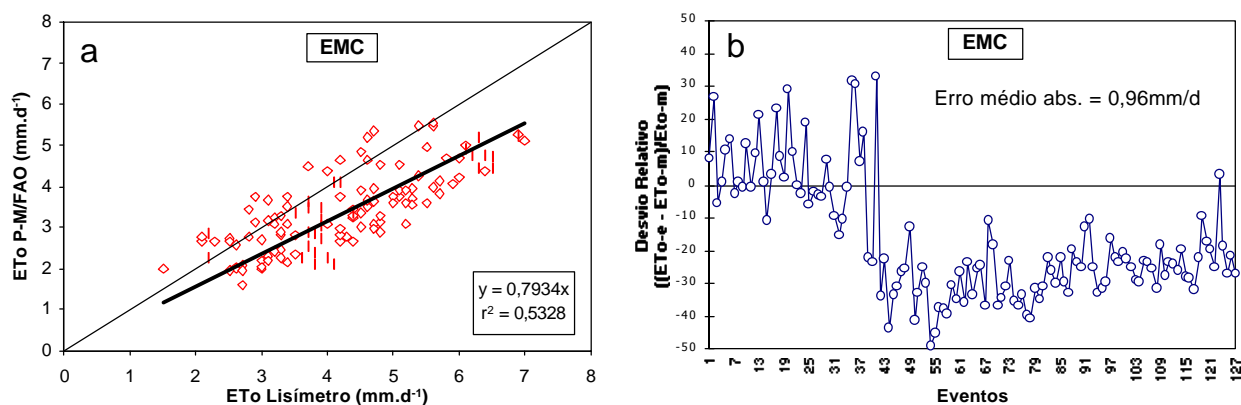 a
EMC
ETo P-M/FAO (mm.d-1)
8
7
6
5
4
3
2
1
0
y = 0,7934x
r² = 0,5328
0 1 2 3 4 5 6 7 8
ETo Lisímetro (mm.d-1)
b
EMC
Erro médio abs. = 0,96mm/d
Desvio Relativo
((ETo-e - ETo-m)/Eto-m)
50
40
30
20
10
0
-10
-20
-30
-40
-50
1 7 13 19 25 31 37 43 49 55 61 67 73 79 85 91 97 103 109 115 121 127
Eventos